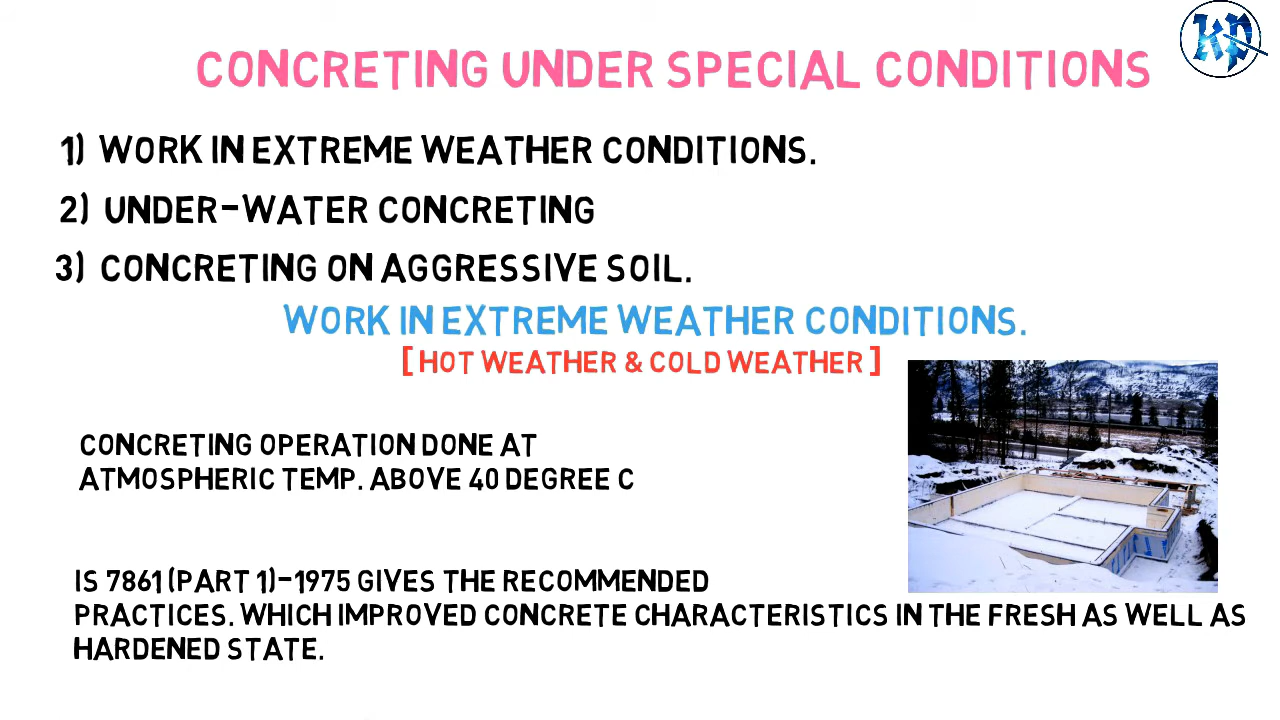 KP
CONCRETING UNDER SPECIAL CONDITIONS
1) WORK IN EXTREME WEATHER CONDITIONS.
2) UNDER-WATER CONCRETING
3) CONCRETING ON AGGRESSIVE SOIL.
WORK IN EXTREME WEATHER CONDITIONS.
[ HOT WEATHER & COLD WEATHER ]
CONCRETING OPERATION DONE AT
ATMOSPHERIC TEMP. ABOVE 40 DEGREE C
IS 7861 (PART 1)-1975 GIVES THE RECOMMENDED
PRACTICES. WHICH IMPROVED CONCRETE CHARACTERISTICS IN THE FRESH AS WELL AS
HARDENED STATE.